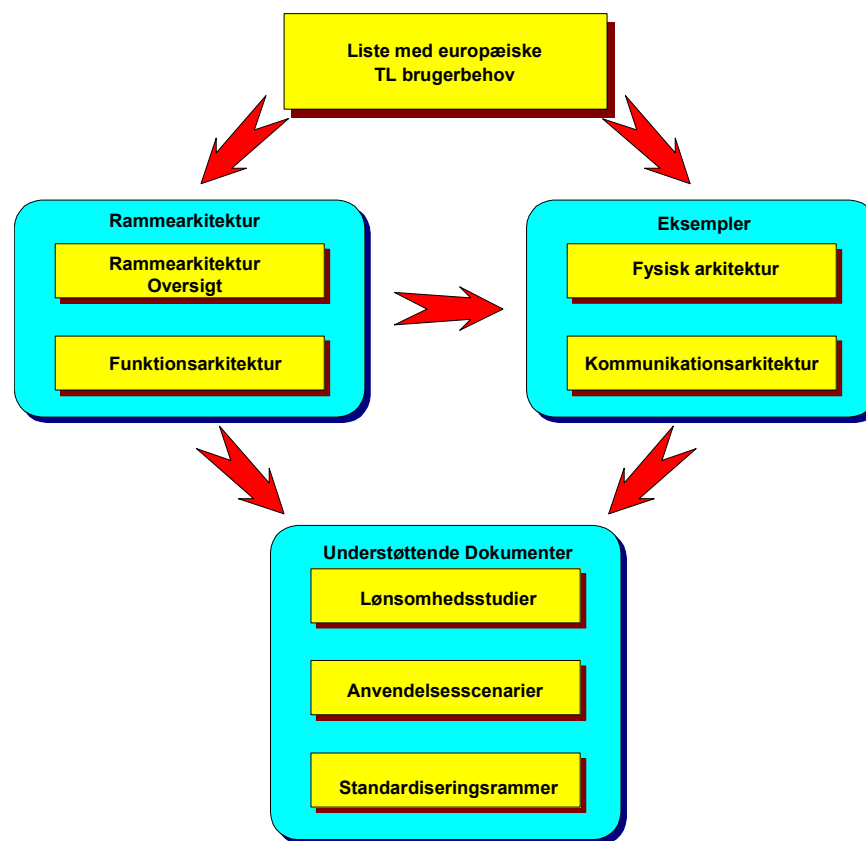 Liste med europæiske
TL brugerbehov
Rammearkitektur
Rammearkitektur
Oversigt
Funktionsarkitektur
Eksempler
Fysisk arkitektur
Kommunikationsarkitektur
Understøttende Dokumenter
Lønsomhedsstudier
Anvendelsesscenarier
Standardiseringsrammer